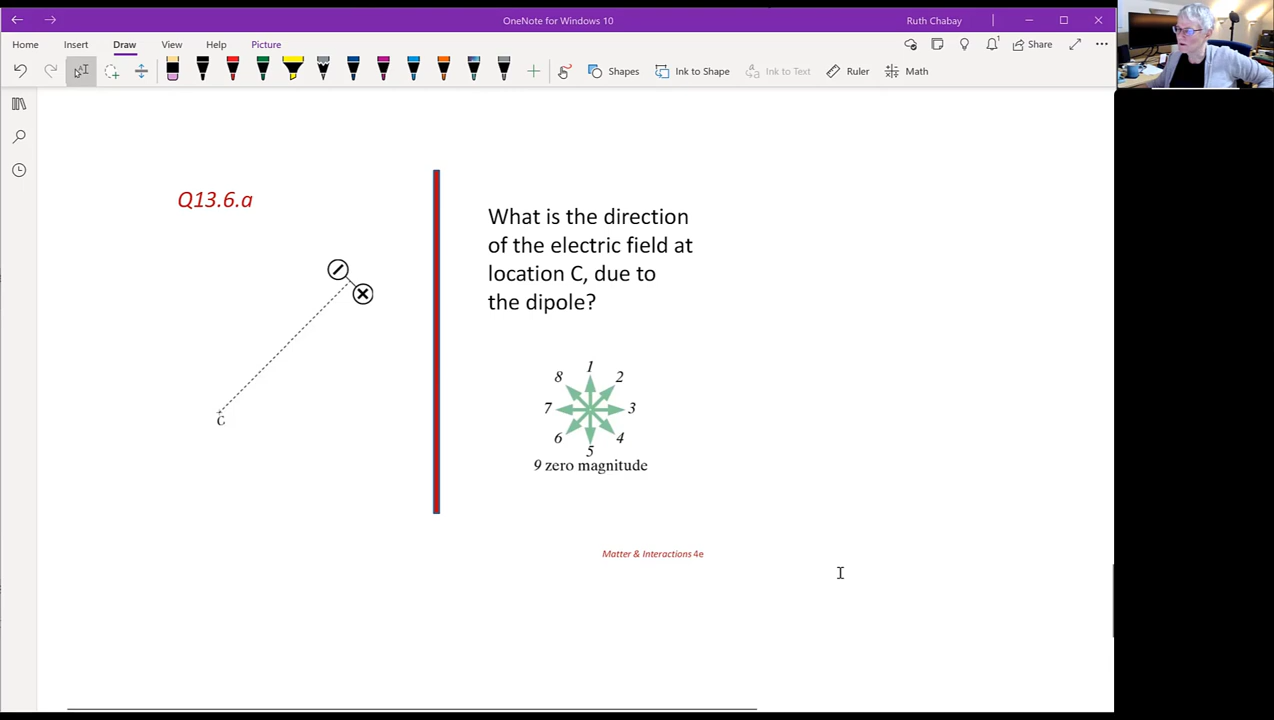 OneNote for Windows 10
Ruth Chabay
Home Insert Draw View Help Picture
Share
Shapes Ink to Shape Ink to Text Ruler Math
Q13.6.a
C
What is the direction
of the electric field at
location C, due to
the dipole?
1
8 2
7 3
6 4
5
9 zero magnitude
Matter & Interactions 4e